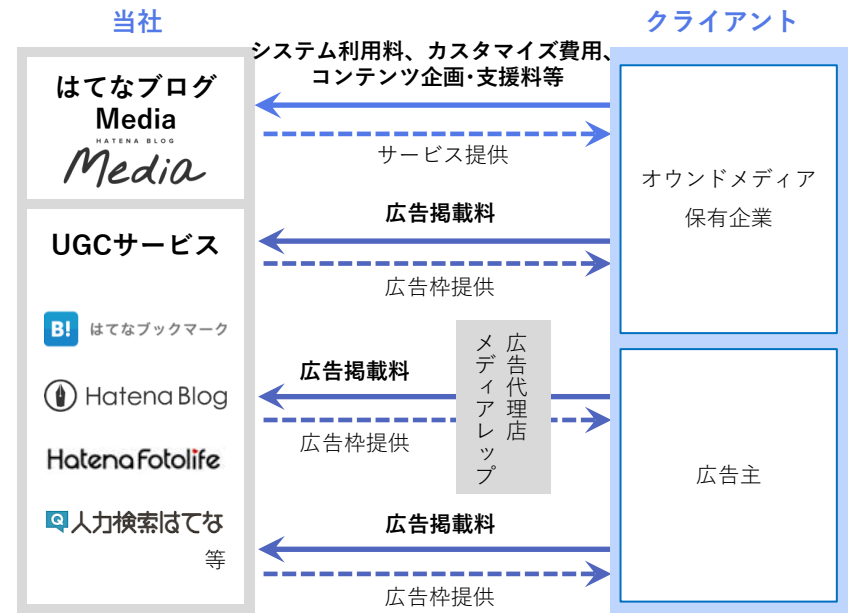 当社
クライアント
システム利用料、カスタマイズ費用、
コンテンツ企画・支援料等
はてなブログ
Media
HATENA BLOG
Media
サービス提供
オウンドメディア
保有企業
広告掲載料
UGCサービス
広告枠提供
B! はてなブックマーク
広告代理店
メディアレップ
広告掲載料
Hatena Blog
広告枠提供
Hatena Fotolife
広告主
Q 人力検索はてな
等
広告掲載料
広告枠提供